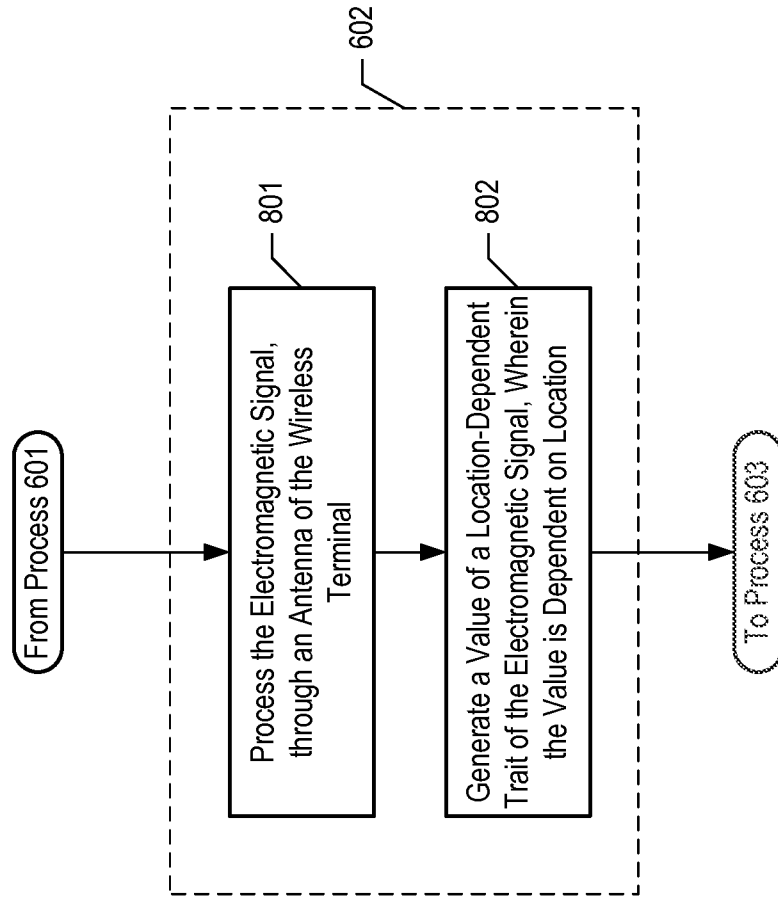 From Process 601
602
801
Process the Electromagnetic Signal,
through an Antenna of the Wireless
Terminal
802
Generate a Value of a Location-Dependent
Trait of the Electromagnetic Signal, Wherein
the Value is Dependent on Location
To Process 603